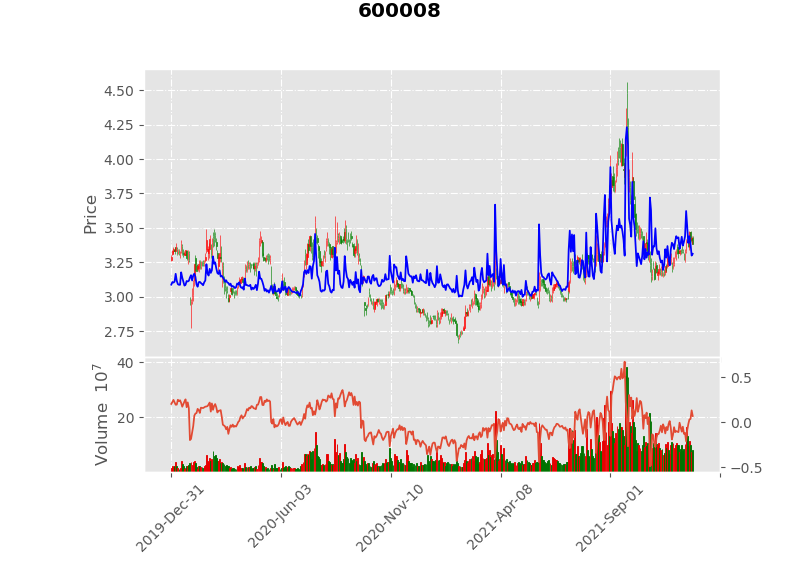 600008
4.50
4.25
4.00
3.75
3.50
3.25
3.00
2.75
Price
40
20
Volume 10^7
0.5
0.0
−0.5
2019-Dec-31
2020-Jun-03
2020-Nov-10
2021-Apr-08
2021-Sep-01